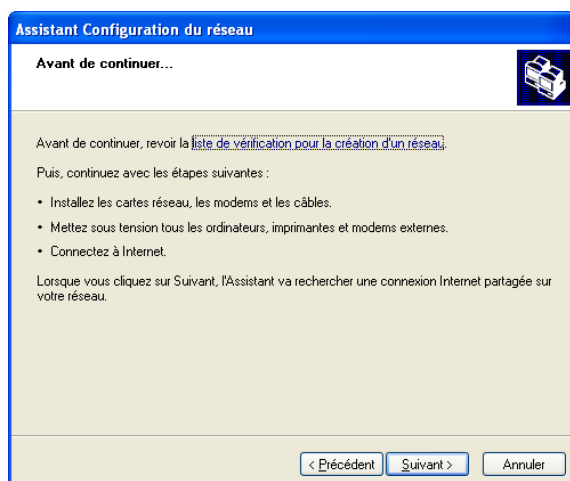 Assistant Configuration du réseau
Avant de continuer...
Avant de continuer, revoir la liste de vérification pour la création d'un réseau.
Puis, continuez avec les étapes suivantes :
• Installez les cartes réseau, les modems et les câbles.
• Mettez sous tension tous les ordinateurs, imprimantes et modems externes.
• Connectez à Internet.
Lorsque vous cliquez sur Suivant, l'Assistant va rechercher une connexion Internet partagée sur
votre réseau.
< Précédent Suivant > Annuler